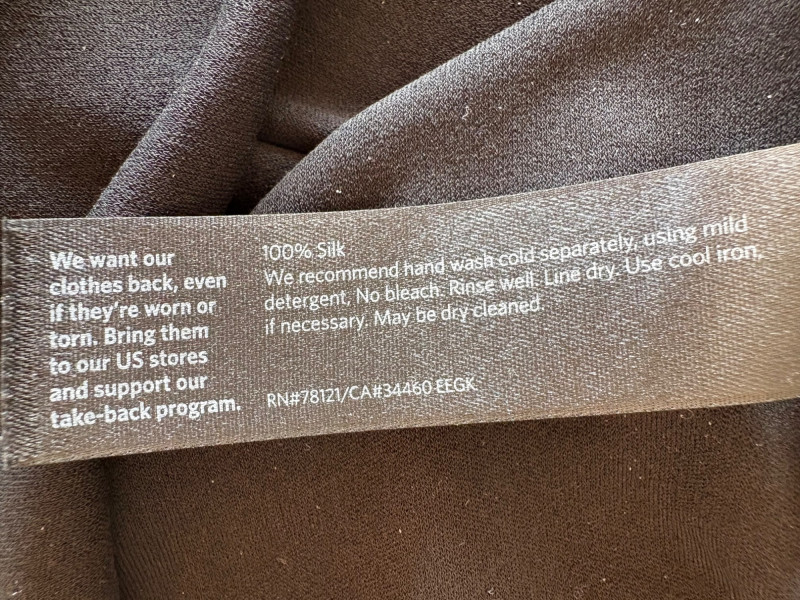 We want our
clothes back, even
if they're worn or
torn. Bring them
to our US stores
and support our
take-back program.
100% Silk
We recommend hand wash cold separately, using mild
detergent, No bleach. Rinse well. Line dry. Use cool iron,
if necessary. May be dry cleaned.
RN#78121/CA#34460 EEGK